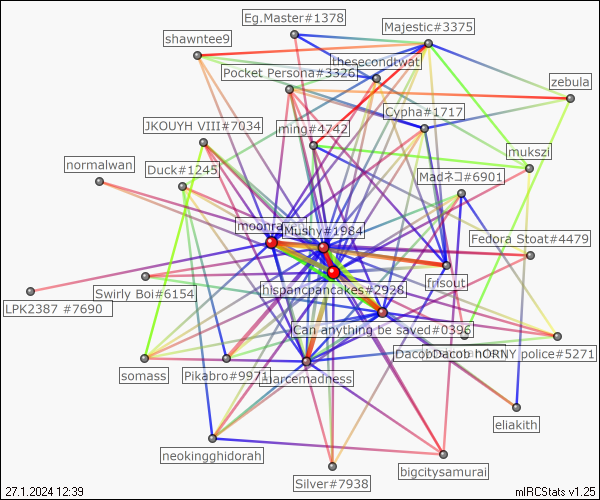 Eg.Master#1378
Majestic#3375
shawntee9
thesecondtwat
Pocket Persona#3326
zebula
Cypha#1717
JKOUYH VIII#7034
ming#4742
mukszi
normalwan
Duck#1245
Madネコ#6901
Mushy#1984
Fedora Stoat#4479
frisout
hispancpancakes#2928
Swirly Boi#6154
LPK2387 #7690
Can anything be saved#0396
hORNY police#5271
somass
Pikabro#9971
marcemadness
eliakith
neokingghidorah
bigcitysamurai
Silver#7938
27.1.2024 12:39
mIRCStats v1.25